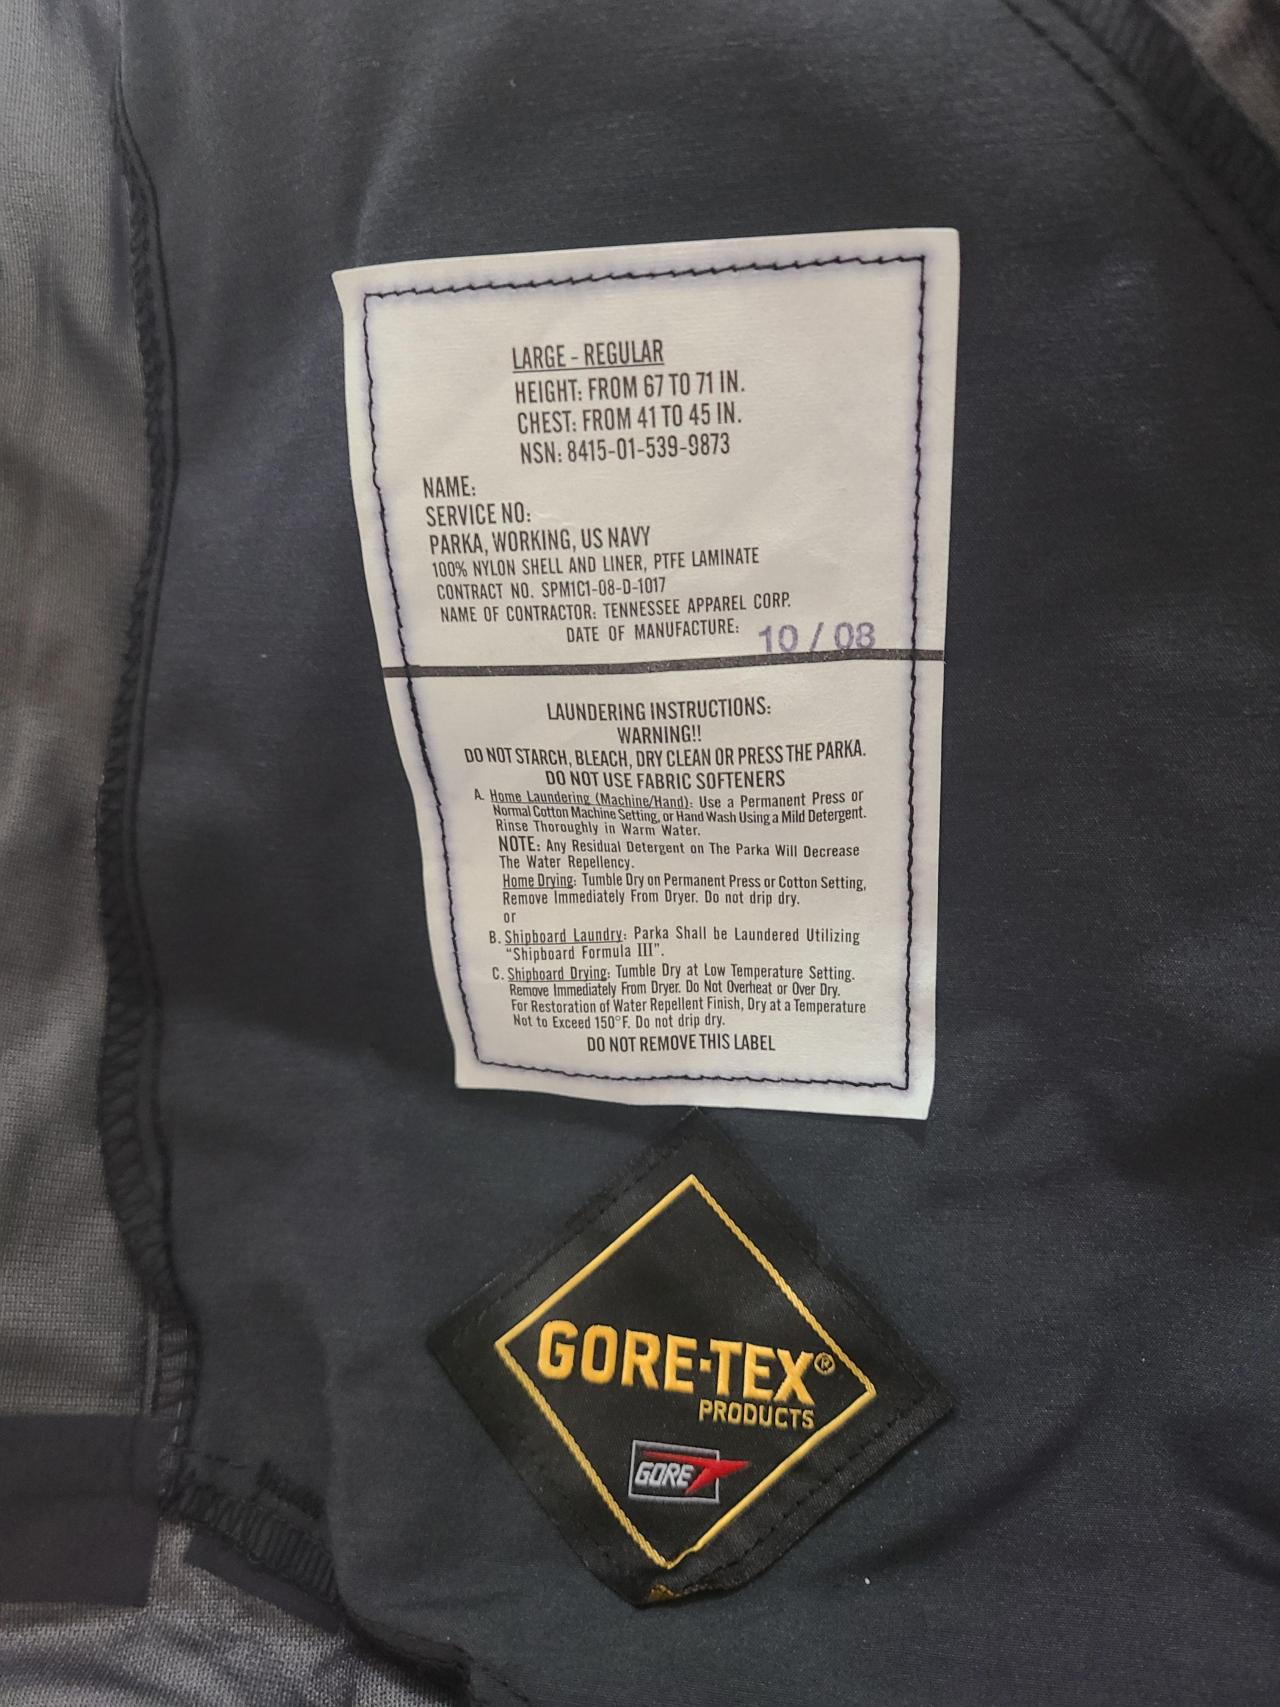 LARGE - REGULAR
HEIGHT: FROM 67 TO 71 IN.
CHEST: FROM 41 TO 45 IN.
NSN: 8415-01-539-9873
NAME:
SERVICE NO:
PARKA, WORKING, US NAVY
100% NYLON SHELL AND LINER, PTFE LAMINATE
CONTRACT NO. SPM1C1-08-D-1017
NAME OF CONTRACTOR: TENNESSEE APPAREL CORP.
DATE OF MANUFACTURE: 10 / 08
LAUNDERING INSTRUCTIONS:
WARNING!!
DO NOT STARCH, BLEACH, DRY CLEAN OR PRESS THE PARKA.
DO NOT USE FABRIC SOFTENERS
A. Home Laundering (Machine/Hand): Use a Permanent Press or
Normal Cotton Machine Setting, or Hand Wash Using a Mild Detergent.
Rinse Thoroughly in Warm Water.
NOTE: Any Residual Detergent on The Parka Will Decrease
The Water Repellency.
Home Drying: Tumble Dry on Permanent Press or Cotton Setting,
Remove Immediately From Dryer. Do not drip dry.
or
B. Shipboard Laundry: Parka Shall be Laundered Utilizing
"Shipboard Formula III".
C. Shipboard Drying: Tumble Dry at Low Temperature Setting.
Remove Immediately From Dryer. Do Not Overheat or Over Dry.
For Restoration of Water Repellent Finish, Dry at a Temperature
Not to Exceed 150°F. Do not drip dry.
DO NOT REMOVE THIS LABEL
GORE-TEX®
PRODUCTS
GORE